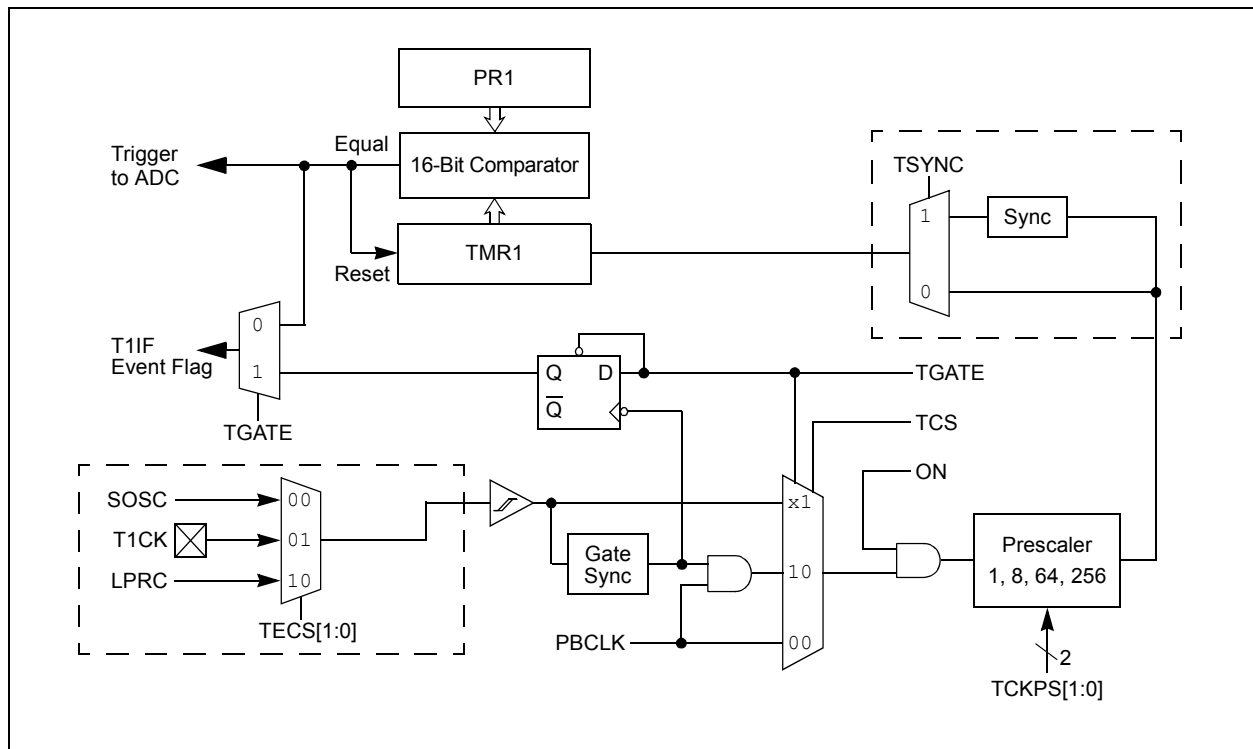 PR1
Equal
16-Bit Comparator
Trigger
to ADC
TSYNC
1
Sync
TMR1
Reset
0
0
T1IF
Event Flag
1
Q
D
Q
TGATE
TGATE
TCS
ON
SOSC
00
T1CK
01
LPRC
10
TECS[1:0]
x1
Gate
Sync
10
PBCLK
00
Prescaler
1, 8, 64, 256
2
TCKPS[1:0]